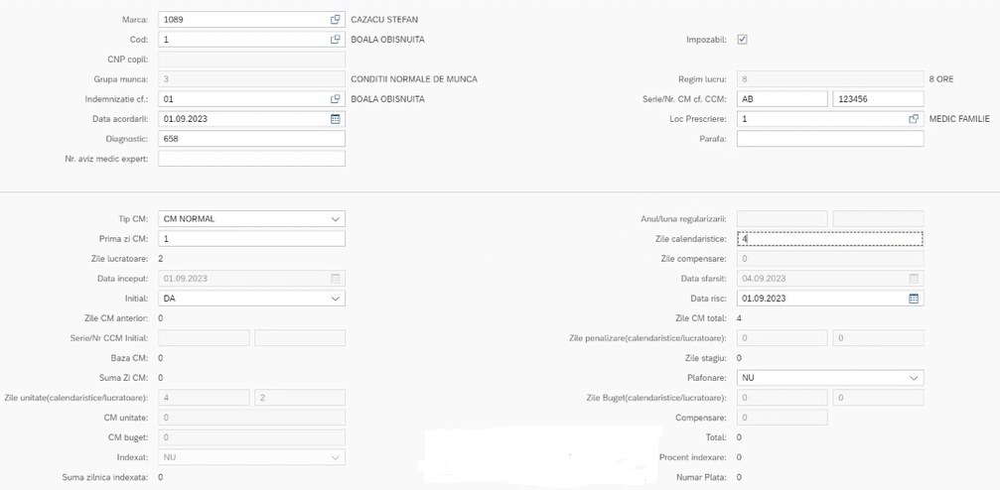 Marca: 1089 CAZACU STEFAN
Cod: 1 BOALA OBISNUITA Impozabil:
CNP copil:
Grupa munca: 3 CONDITII NORMALE DE MUNCA Regim lucru: 8 8 ORE
Indemnizatie cf.: 01 BOALA OBISNUITA Serie/Nr. CM cf. CCM: AB 123456
Data acordarii: 01.09.2023 Loc Prescriere: 1 MEDIC FAMILIE
Diagnostic: 658 Parafa:
Nr. aviz medic expert:
Tip CM: CM NORMAL Anul/luna regularizarii:
Prima zi CM: 1 Zile calendaristice: 4
Zile lucratoare: 2 Zile compensare: 0
Data inceput: 01.09.2023 Data sfarsit: 04.09.2023
Initial: DA Data risc: 01.09.2023
Zile CM anterior: 0 Zile CM total: 4
Serie/Nr CCM Initial: Zile penalizare(calendaristice/lucratoare): 0 0
Baza CM: 0 Zile stagiu: 0
Suma Zi CM: 0 Plafonare: NU
Zile unitate(calendaristice/lucratoare): 4 2 Zile Buget(calendaristice/lucratoare): 0 0
CM unitate: 0 Compensare: 0
CM buget: 0 Total: 0
Indexat: NU Procent indexare: 0
Suma zilnica indexata: 0 Numar Plata: 0